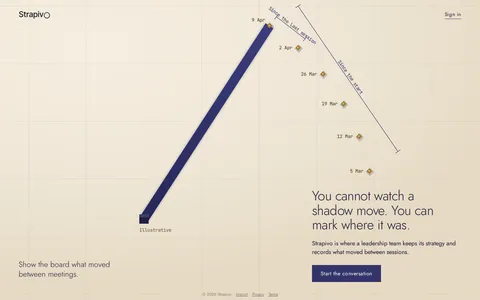 Strapivo
Sign in
9 Apr
Since the last session
2 Apr
26 Mar
Since the start
19 Mar
12 Mar
5 Mar
You cannot watch a
shadow move. You can
mark where it was.
Illustrative
Strapivo is where a leadership team keeps its strategy and
records what moved between sessions.
Show the board what moved
between meetings.
Start the conversation
© 2026 Strapivo Imprint Privacy Terms